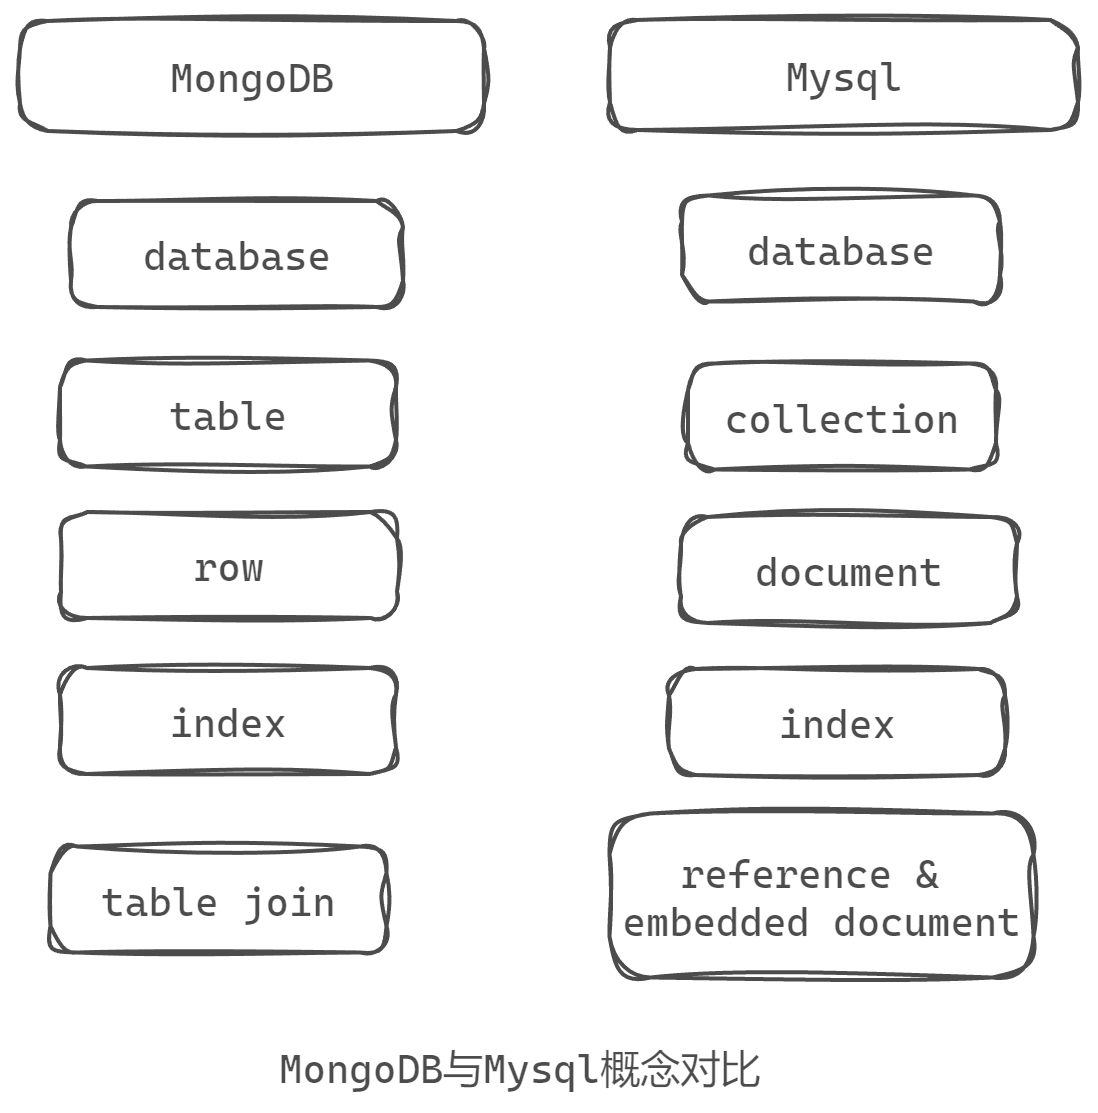 MongoDB
Mysql
database
database
table
collection
row
document
index
index
table join
reference &
embedded document
MongoDB与Mysql概念对比